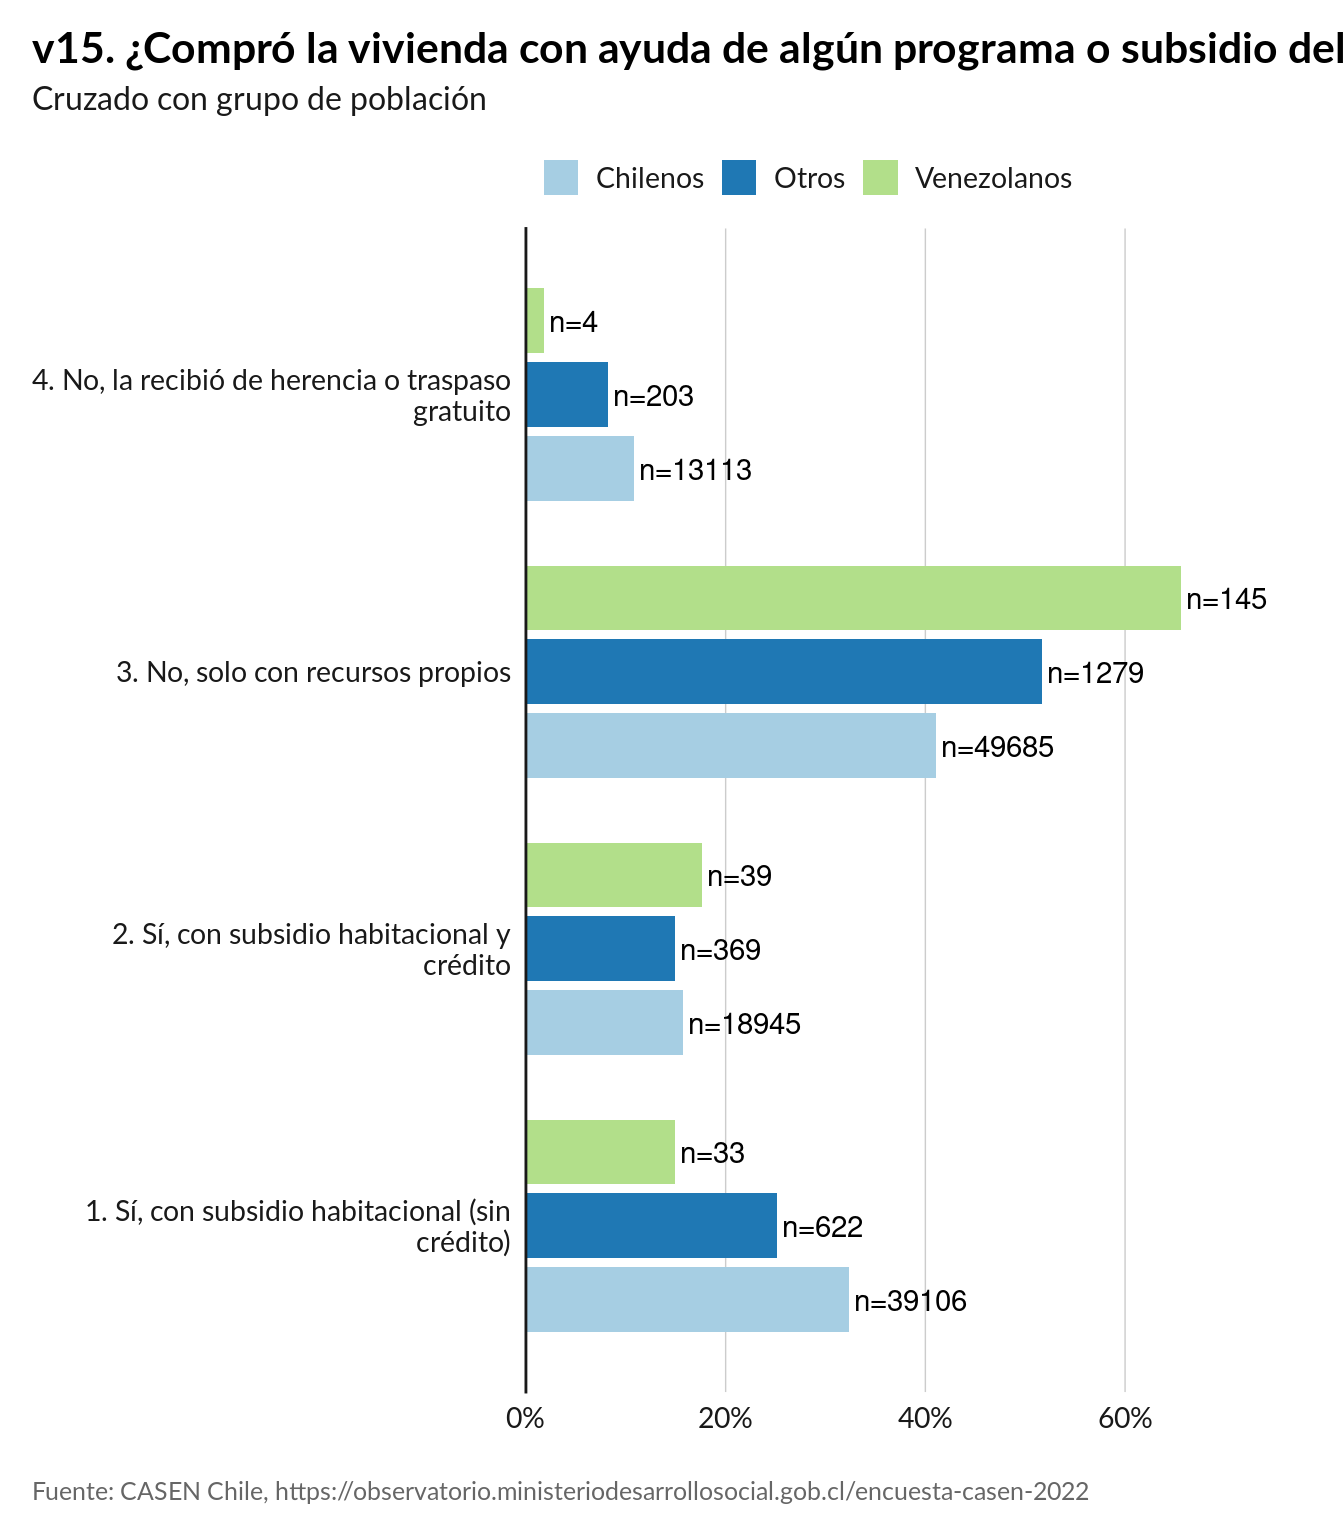 v15. ¿Compró la vivienda con ayuda de algún programa o subsidio del
Cruzado con grupo de población
Chilenos
Otros
Venezolanos
n=4
n=203
n=13113
4. No, la recibió de herencia o traspaso
gratuito
n=145
n=1279
n=49685
3. No, solo con recursos propios
n=39
n=369
n=18945
2. Sí, con subsidio habitacional y
crédito
n=33
n=622
n=39106
1. Sí, con subsidio habitacional (sin
crédito)
0%
20%
40%
60%
Fuente: CASEN Chile, https://observatorio.ministeriodesarrollosocial.gob.cl/encuesta-casen-2022